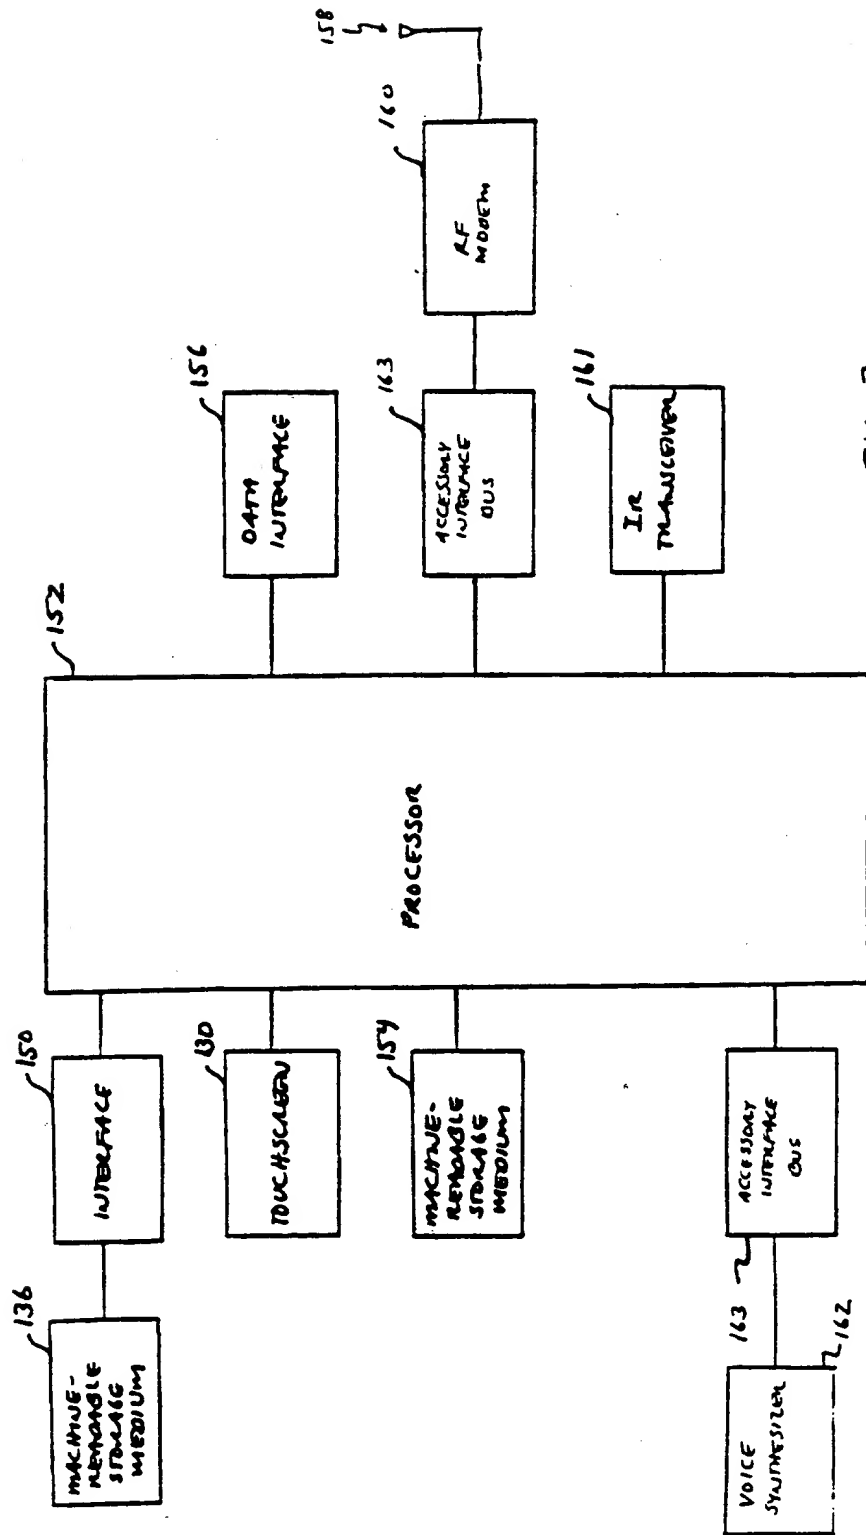 136
MACHINE-
READABLE
STORAGE
MEDIUM
150
INTERFACE
130
TOUCHSCREEN
154
MACHINE-
READABLE
STORAGE
MEDIUM
163
ACCESSORY
INTERFACE
BUS
162
VOICE
SYNTHESIZER
152
PROCESSOR
156
DATA
INTERFACE
163
ACCESSORY
INTERFACE
BUS
160
RF
MODEM
158
161
IR
TRANSCEIVER